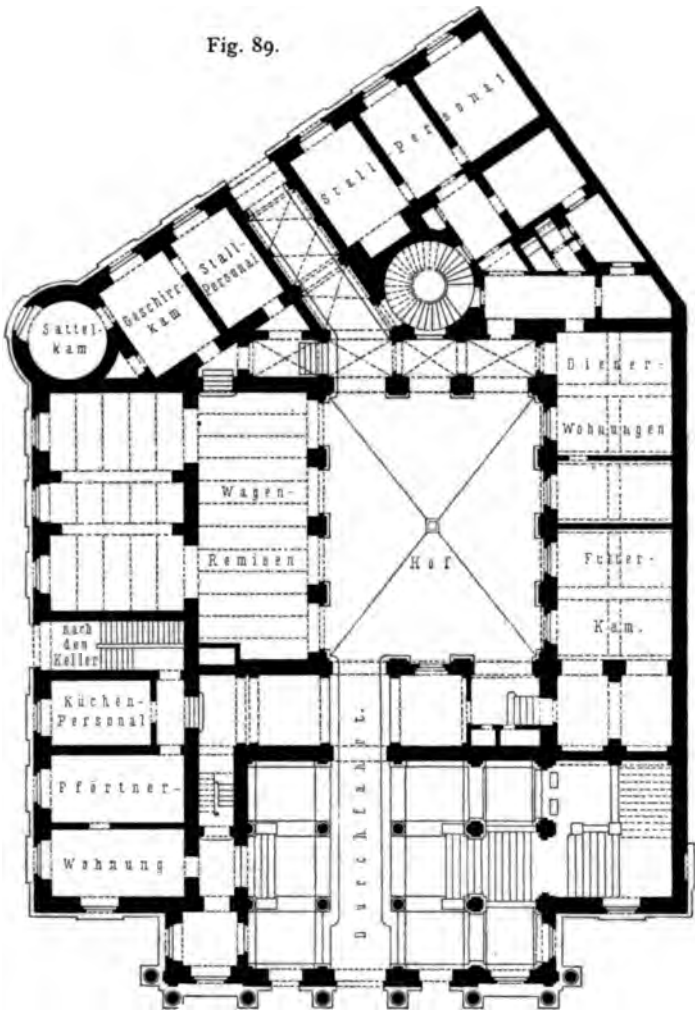 Fig. 89.
Stall
Personal
Stall-
Personal
Geschirr-
kam
Sattel-
kam
Diener-
Wohnungen
Wagen-
Remisen
Hof
Futter-
Kam.
nach
den
Keller
Küchen-
Personal
Pförtner-
Wohnung
Durchfahrt.